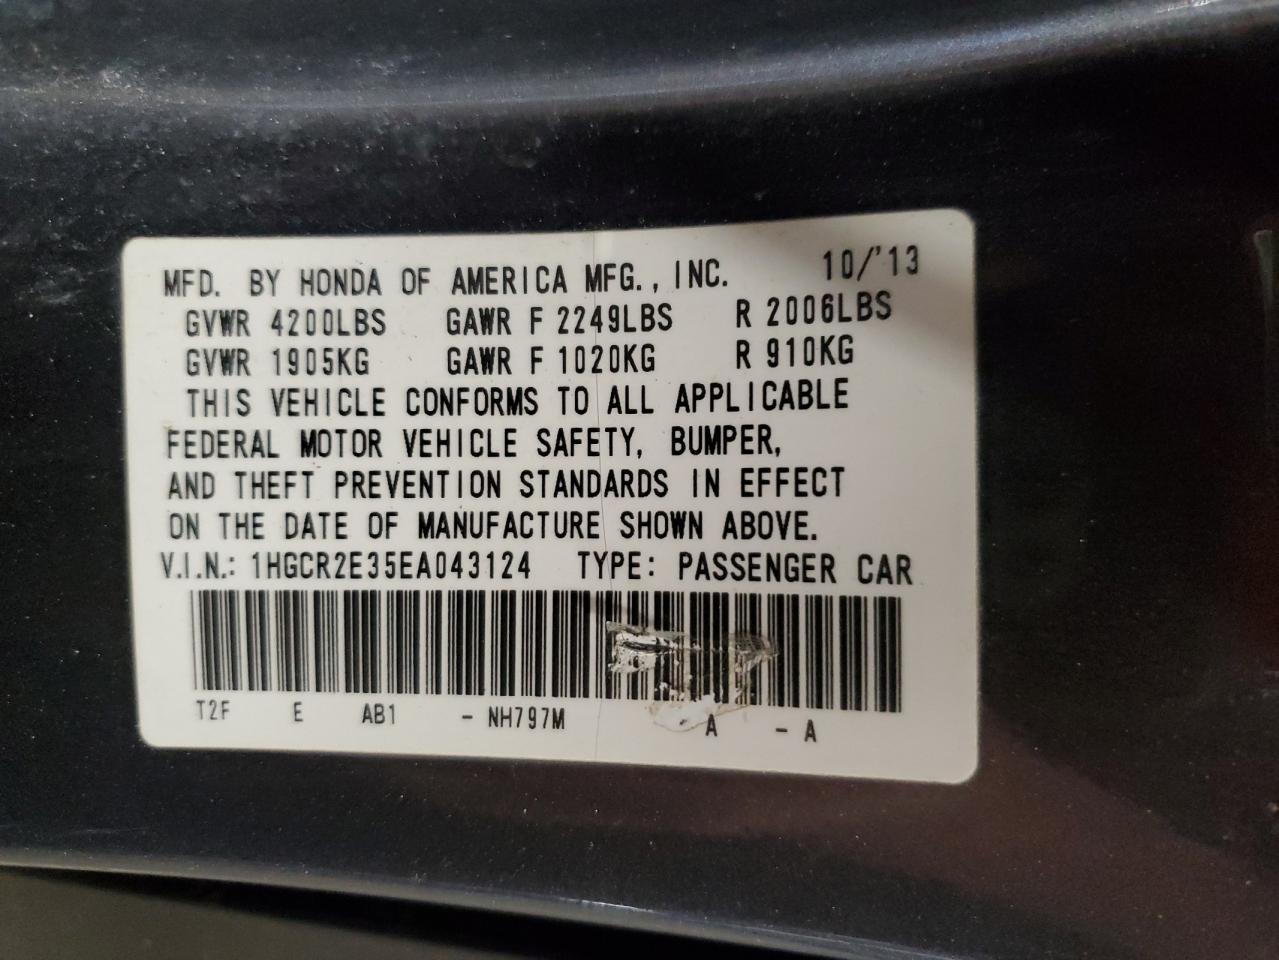 MFD. BY HONDA OF AMERICA MFG., INC. 10/'13
GVWR 4200LBS GAWR F 2249LBS R 2006LBS
GVWR 1905KG GAWR F 1020KG R 910KG
THIS VEHICLE CONFORMS TO ALL APPLICABLE
FEDERAL MOTOR VEHICLE SAFETY, BUMPER,
AND THEFT PREVENTION STANDARDS IN EFFECT
ON THE DATE OF MANUFACTURE SHOWN ABOVE.
V.I.N.: 1HGCR2E35EA043124 TYPE: PASSENGER CAR
T2F E AB1 - NH797M A - A